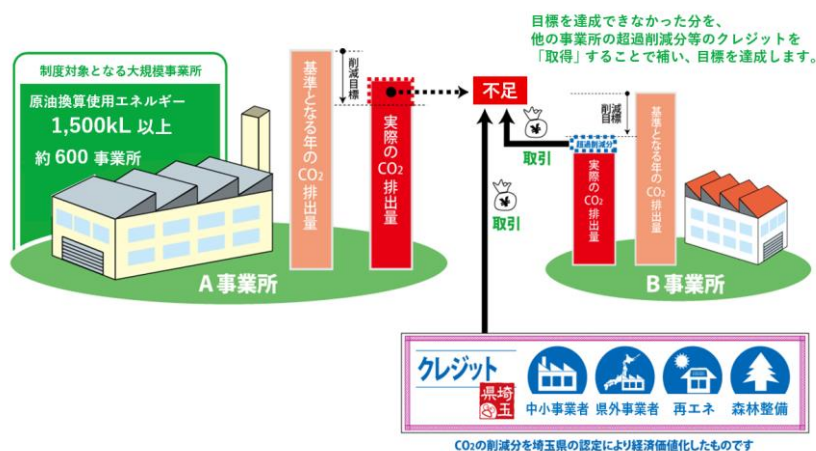 目標を達成できなかった分を、
他の事業所の超過削減分等のクレジットを
「取得」することで補い、目標を達成します。
制度対象となる大規模事業所
原油換算使用エネルギー
1,500kL 以上
約 600 事業所
基準となる年のCO₂排出量
削減目標
実際のCO₂排出量
A 事業所
不足
取引
取引
削減
目標
超過削減分
実際のCO₂排出量
基準となる年のCO₂排出量
B 事業所
クレジット
埼玉県
中小事業者
県外事業者
再エネ
森林整備
CO₂の削減分を埼玉県の認定により経済価値化したものです